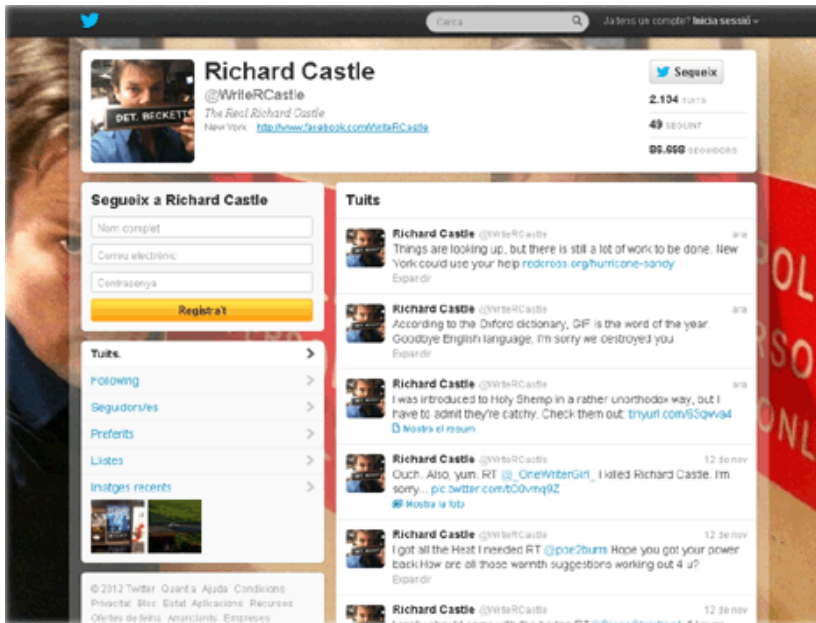 Cerca
Ja tens un compte? Inicia sessió
DET. BECKETT
Richard Castle
@WriteRCastle
The Real Richard Castle
New York · http://www.facebook.com/WriteRCastle
Segueix
2.134 TUITS
49 SEGUINT
SEGUIDORS
Segueix a Richard Castle
Nom complet
Correu electrònic
Contrasenya
Registra't
Tuits.
Following
Seguidors/es
Preferits
Llistes
Imatges recents
© 2012 Twitter Quant a Ajuda Condicions
Privacitat Bloc Estat Aplicacions Recursos
Ofertes de feina Anunciants Empreses
Tuits
Richard Castle @WriteRCastle ara
Things are looking up, but there is still a lot of work to be done. New
York could use your help redcross.org/hurricane-sandy
Expandir
Richard Castle @WriteRCastle ara
According to the Oxford dictionary, GIF is the word of the year.
Goodbye English language, I'm sorry we destroyed you
Expandir
Richard Castle @WriteRCastle ara
I was introduced to Holy Shemp in a rather unorthodox way, but I
have to admit they're catchy. Check them out: tinyurl.com/63qwva4
Mostra el resum
Richard Castle @WriteRCastle 12 de nov
Ouch. Also, yum. RT @_OneWriterGirl_ I killed Richard Castle. I'm
sorry... pic.twitter.com/tO0vmq9Z
Mostra la foto
Richard Castle @WriteRCastle 12 de nov
I got all the Heat I needed RT @poe2burm Hope you got your power
back.How are all those warmth suggestions working out 4 u?
Expandir
Richard Castle @WriteRCastle 12 de nov
POL
RSO
ONL